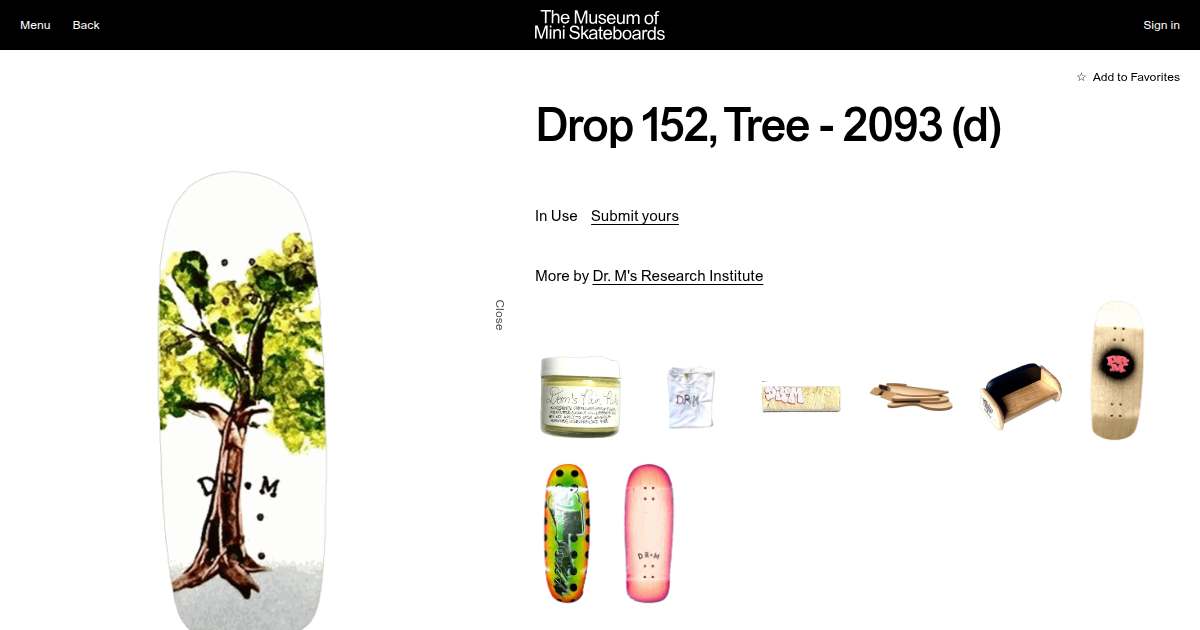 Menu
Back
The Museum of
Mini Skateboards
Sign in
☆ Add to Favorites
Drop 152, Tree - 2093 (d)
In Use
Submit yours
More by Dr. M's Research Institute
Close
DR•M
DRM
DR•M